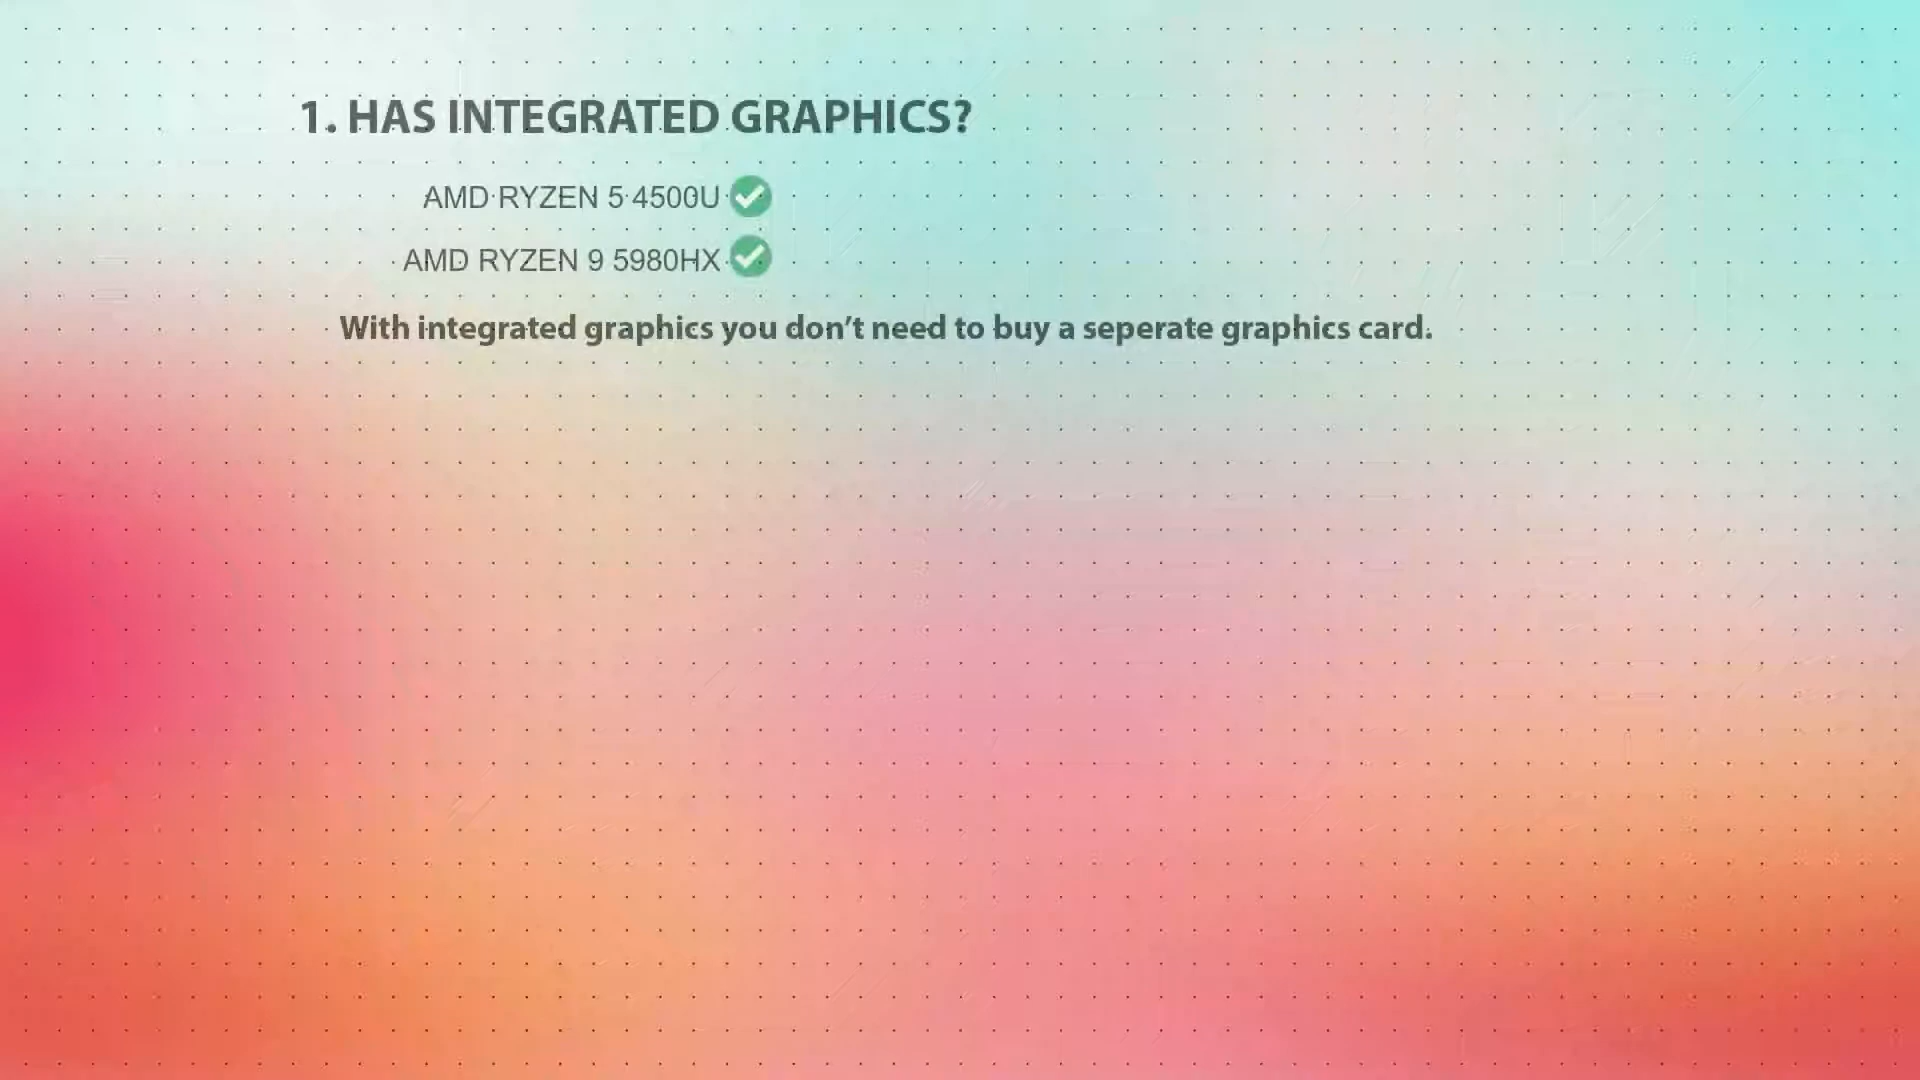 1. HAS INTEGRATED GRAPHICS?
AMD RYZEN 5 4500U
AMD RYZEN 9 5980HX
With integrated graphics you don’t need to buy a seperate graphics card.